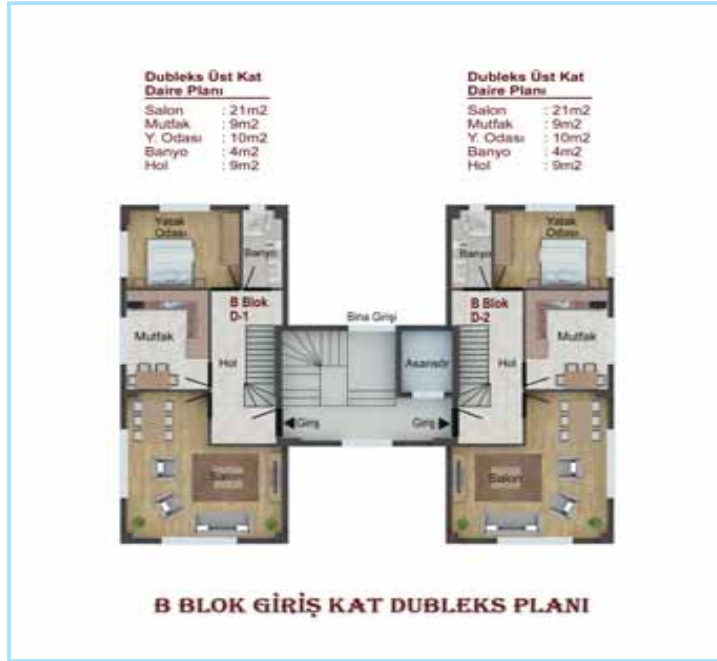 Dubleks Üst Kat
Daire Planı
Salon : 21m2
Mutfak : 9m2
Y. Odası : 10m2
Banyo : 4m2
Hol : 9m2
Dubleks Üst Kat
Daire Planı
Salon : 21m2
Mutfak : 9m2
Y. Odası : 10m2
Banyo : 4m2
Hol : 9m2
Yatak
Odası
Banyo
B Blok
D-1
Mutfak
Hol
Salon
Bina Girişi
Asansör
Giriş
Giriş
Yatak
Odası
Banyo
B Blok
D-2
Mutfak
Hol
Salon
B BLOK GİRİŞ KAT DUBLEKS PLANI